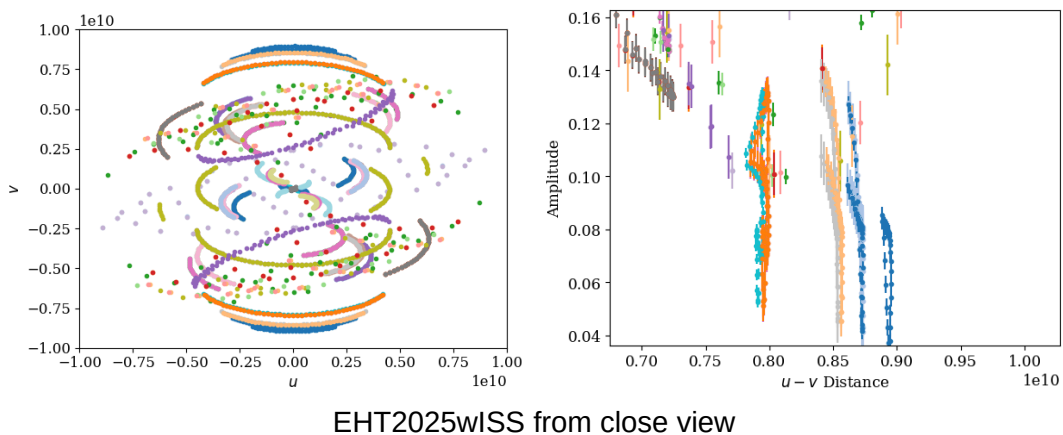 1e10
1.00
0.75
0.50
0.25
0.00
−0.25
−0.50
−0.75
−1.00
v
−1.00 −0.75 −0.50 −0.25 0.00 0.25 0.50 0.75 1.00
u
1e10
0.16
0.14
0.12
0.10
0.08
0.06
0.04
Amplitude
0.70 0.75 0.80 0.85 0.90 0.95 1.00
u − v Distance
1e10
EHT2025wISS from close view